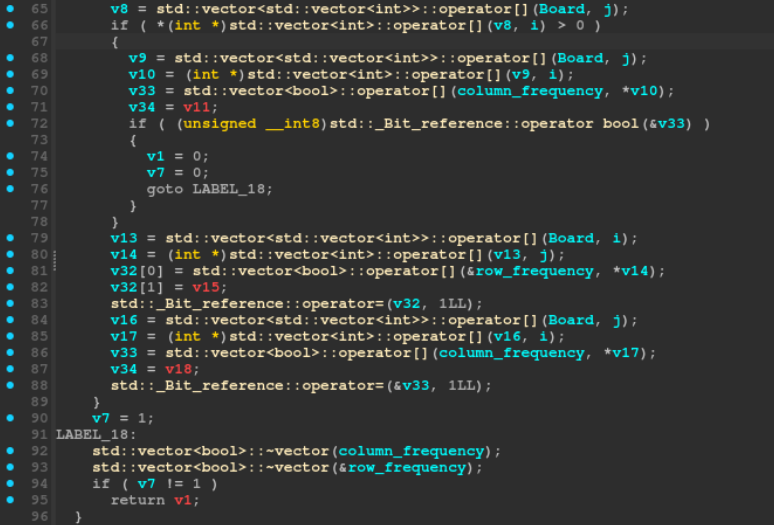 65 v8 = std::vector<std::vector<int>>::operator[](Board, j);
66 if ( *(int *)std::vector<int>::operator[](v8, i) > 0 )
67 {
68 v9 = std::vector<std::vector<int>>::operator[](Board, j);
69 v10 = (int *)std::vector<int>::operator[](v9, i);
70 v33 = std::vector<bool>::operator[](column_frequency, *v10);
71 v34 = v11;
72 if ( (unsigned __int8)std::_Bit_reference::operator bool(&v33) )
73 {
74 v1 = 0;
75 v7 = 0;
76 goto LABEL_18;
77 }
78 }
79 v13 = std::vector<std::vector<int>>::operator[](Board, i);
80 v14 = (int *)std::vector<int>::operator[](v13, j);
81 v32[0] = std::vector<bool>::operator[](&row_frequency, *v14);
82 v32[1] = v15;
83 std::_Bit_reference::operator=(v32, 1LL);
84 v16 = std::vector<std::vector<int>>::operator[](Board, j);
85 v17 = (int *)std::vector<int>::operator[](v16, i);
86 v33 = std::vector<bool>::operator[](column_frequency, *v17);
87 v34 = v18;
88 std::_Bit_reference::operator=(&v33, 1LL);
89 }
90 v7 = 1;
91 LABEL_18:
92 std::vector<bool>::~vector(column_frequency);
93 std::vector<bool>::~vector(&row_frequency);
94 if ( v7 != 1 )
95 return v1;
96 }